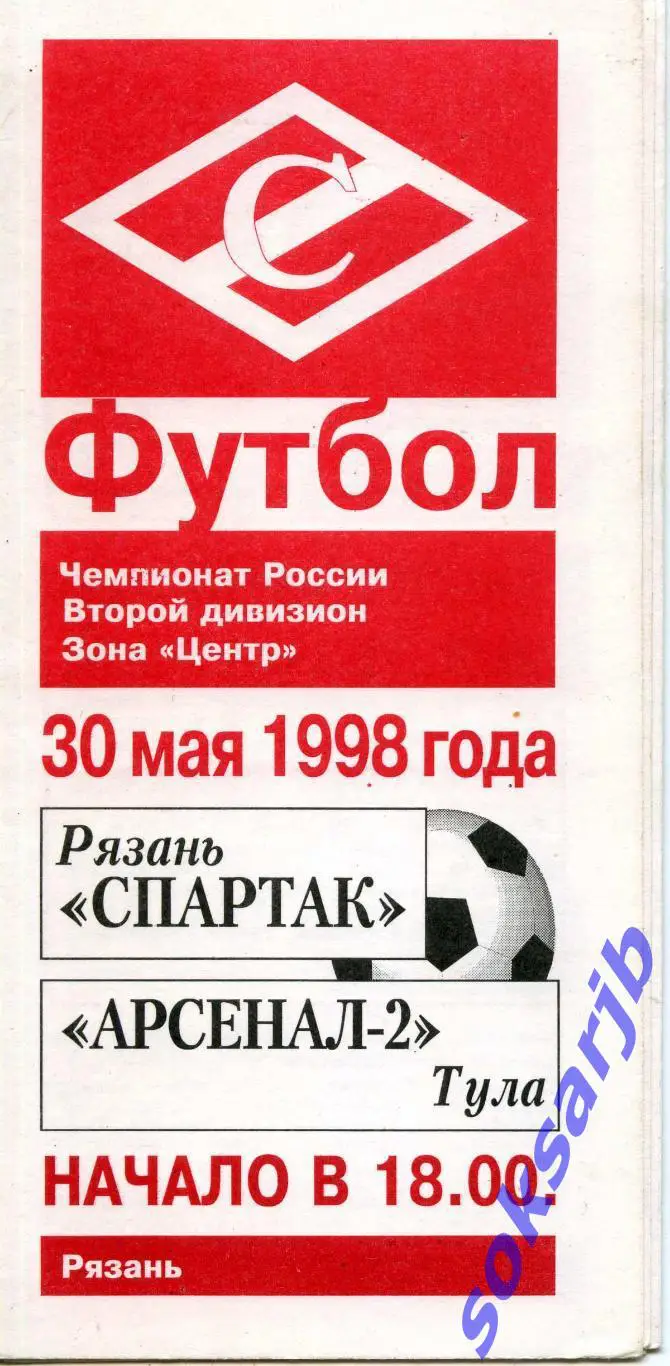 С
Футбол
Чемпионат России
Второй дивизион
Зона «Центр»
30 мая 1998 года
Рязань
«СПАРТАК»
«АРСЕНАЛ-2»
Тула
НАЧАЛО В 18.00.
Рязань
soksarjb